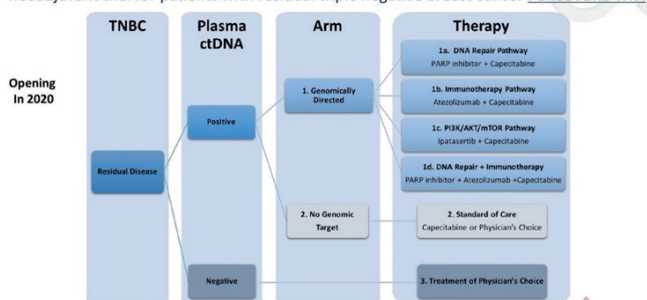 TNBC
Plasma
ctDNA
Arm
Therapy
Opening
In 2020
Residual Disease
Positive
Negative
1. Genomically
Directed
2. No Genomic
Target
1a. DNA Repair Pathway
PARP inhibitor + Capecitabine
1b. Immunotherapy Pathway
Atezolizumab + Capecitabine
1c. PI3K/AKT/mTOR Pathway
Ipatasertib + Capecitabine
1d. DNA Repair + Immunotherapy
PARP inhibitor + Atezolizumab +Capecitabine
2. Standard of Care
Capecitabine or Physician's Choice
3. Treatment of Physician's Choice